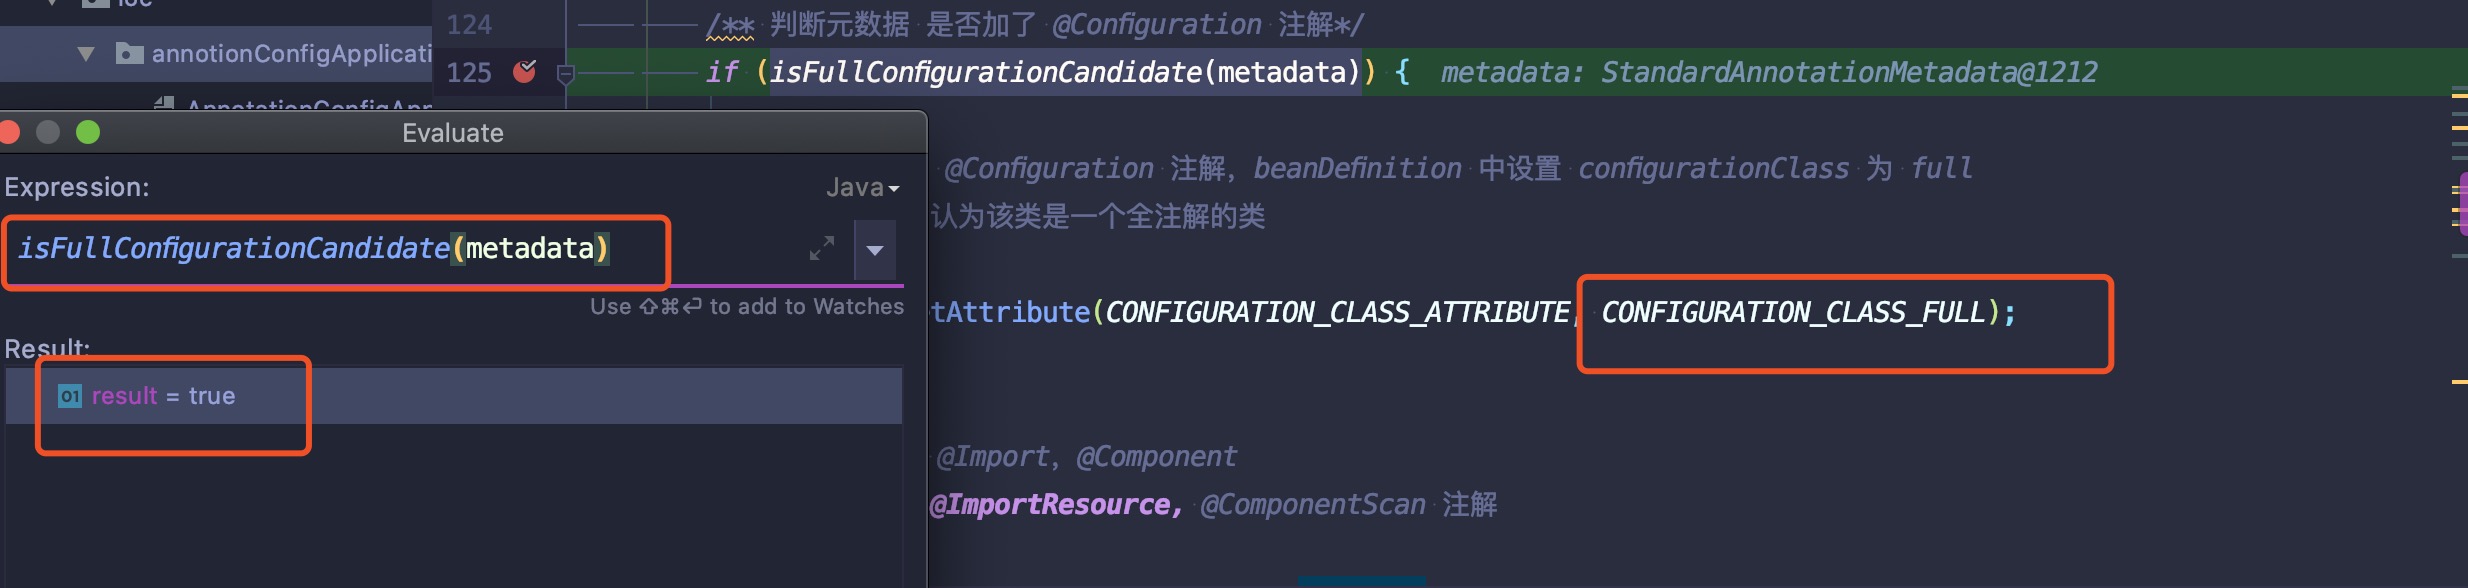 124 /** 判断元数据 是否加了 @Configuration 注解*/
annotionConfigApplicati
125 if (isFullConfigurationCandidate(metadata)) { metadata: StandardAnnotationMetadata@1212
Evaluate
@Configuration 注解, beanDefinition 中设置 configurationClass 为 full
Expression: Java
认为该类是一个全注解的类
isFullConfigurationCandidate(metadata)
Use ⇧⌘⏎ to add to Watches
tAttribute(CONFIGURATION_CLASS_ATTRIBUTE, CONFIGURATION_CLASS_FULL);
Result:
01 result = true
@Import, @Component
@ImportResource, @ComponentScan 注解